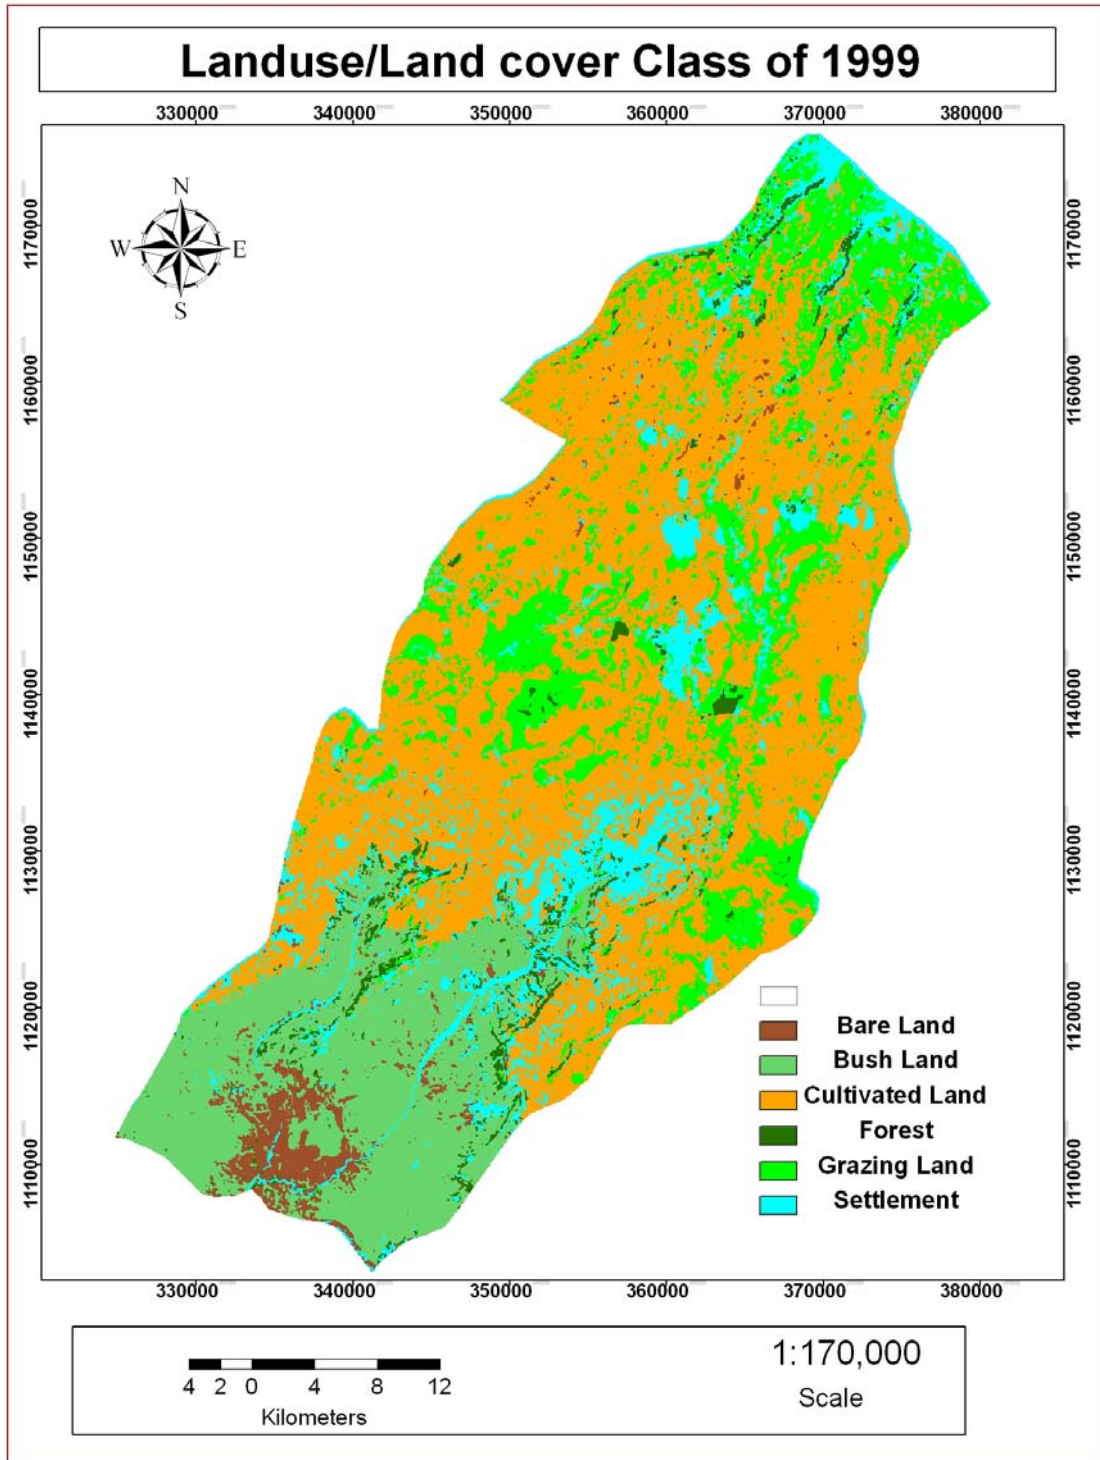 Landuse/Land cover Class of 1999
330000 340000 350000 360000 370000 380000
N
W E
S
1170000 1170000
1160000 1160000
1150000 1150000
1140000 1140000
1130000 1130000
1120000 1120000
1110000 1110000
Bare Land
Bush Land
Cultivated Land
Forest
Grazing Land
Settlement
330000 340000 350000 360000 370000 380000
4 2 0 4 8 12
Kilometers
1:170,000
Scale